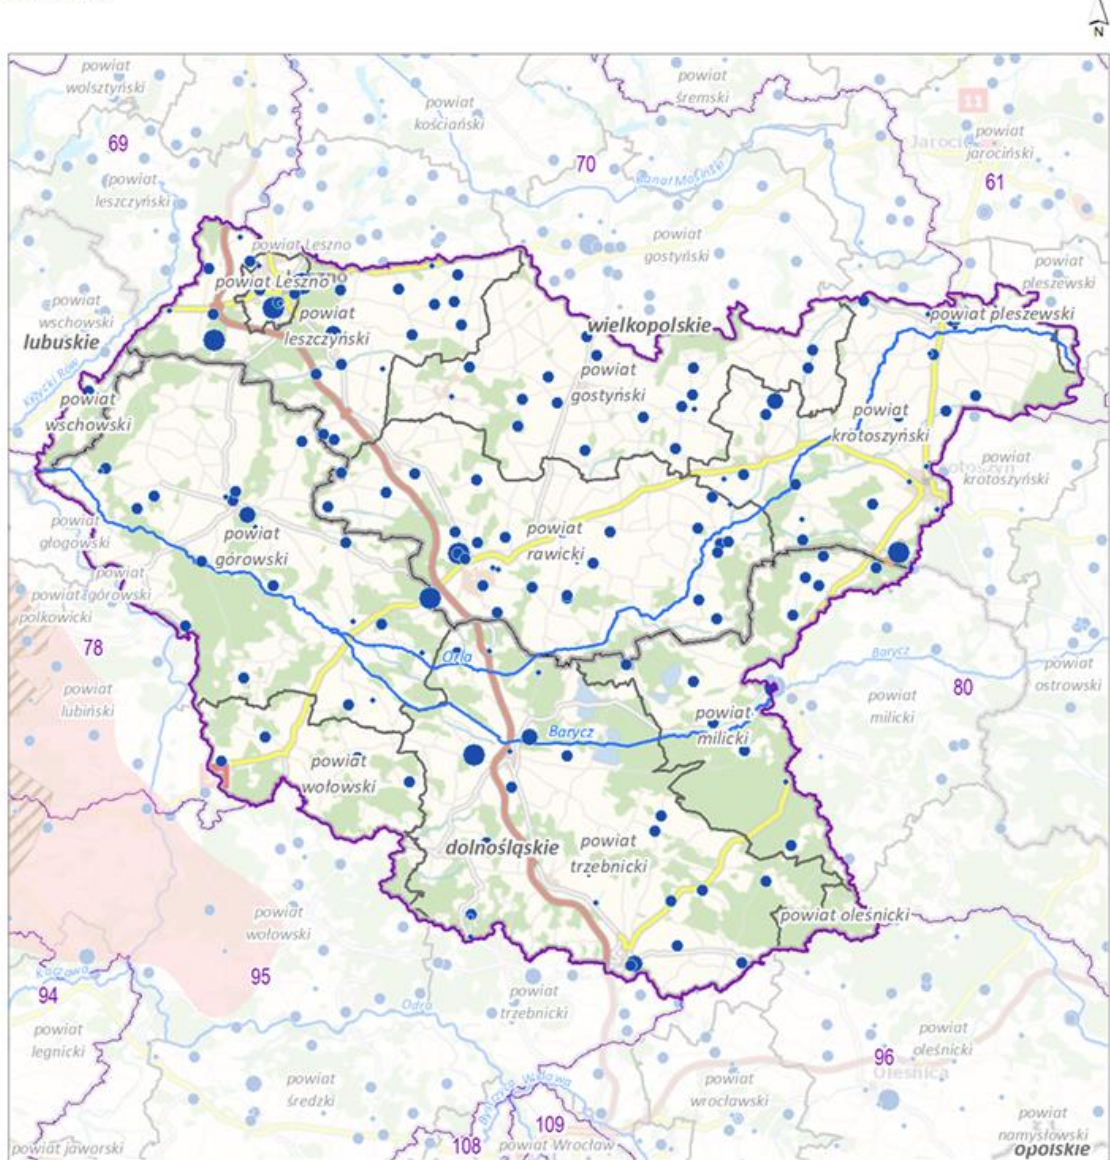 N
powiat
wolsztyński
powiat
śremski
powiat
kościański
11
69
Jarocin
powiat
jarociński
70
61
Kanał Mosiński
powiat
leszczyński
powiat
gostyński
powiat Leszno
powiat
pleszewski
powiat Leszno
powiat
wschowski
lubuskie
powiat
leszczyński
wielkopolskie
powiat pleszewski
Krzycki Rów
powiat
gostyński
powiat
wschowski
powiat
krotoszyński
powiat
krotoszyński
powiat
głogowski
powiat
górowski
powiat
rawicki
powiat
powiat górowski
polkowicki
78
Orla
Barycz
powiat
ostrowski
powiat
lubiński
80
powiat
milicki
powiat
milicki
Barycz
powiat
wołowski
dolnośląskie
powiat
trzebnicki
powiat
wołowski
powiat oleśnicki
95
Kaczawa
94
powiat
trzebnicki
Odra
powiat
legnicki
powiat
oleśnicki
96
Oleśnica
powiat
średzki
powiat
wrocławski
Bystrzyca
Widawa
109
powiat
namysłowski
powiat jaworski
108
powiat Wrocław
opolskie